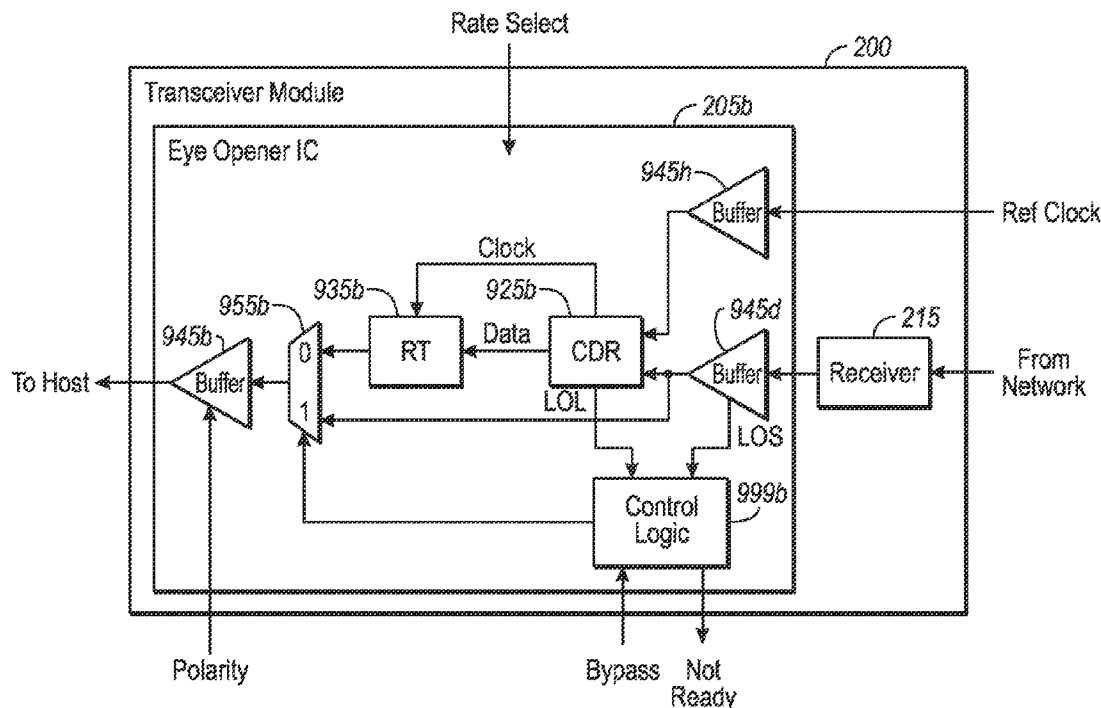 Rate Select
200
Transceiver Module
205b
Eye Opener IC
945h
Buffer
Ref Clock
Clock
935b
925b
945d
955b
215
945b
0
RT
Data
CDR
Buffer
Receiver
From
Network
To Host
Buffer
LOL
1
LOS
Control
Logic
999b
Polarity
Bypass
Not
Ready